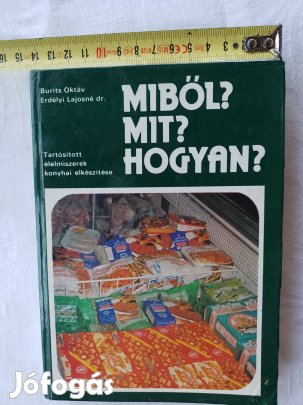 Burits Oktáv
Erdélyi Lajosné dr.
MIBŐL?
MIT?
HOGYAN?
Tartósított
élelmiszerek
konyhai elkészítése
Jófogás